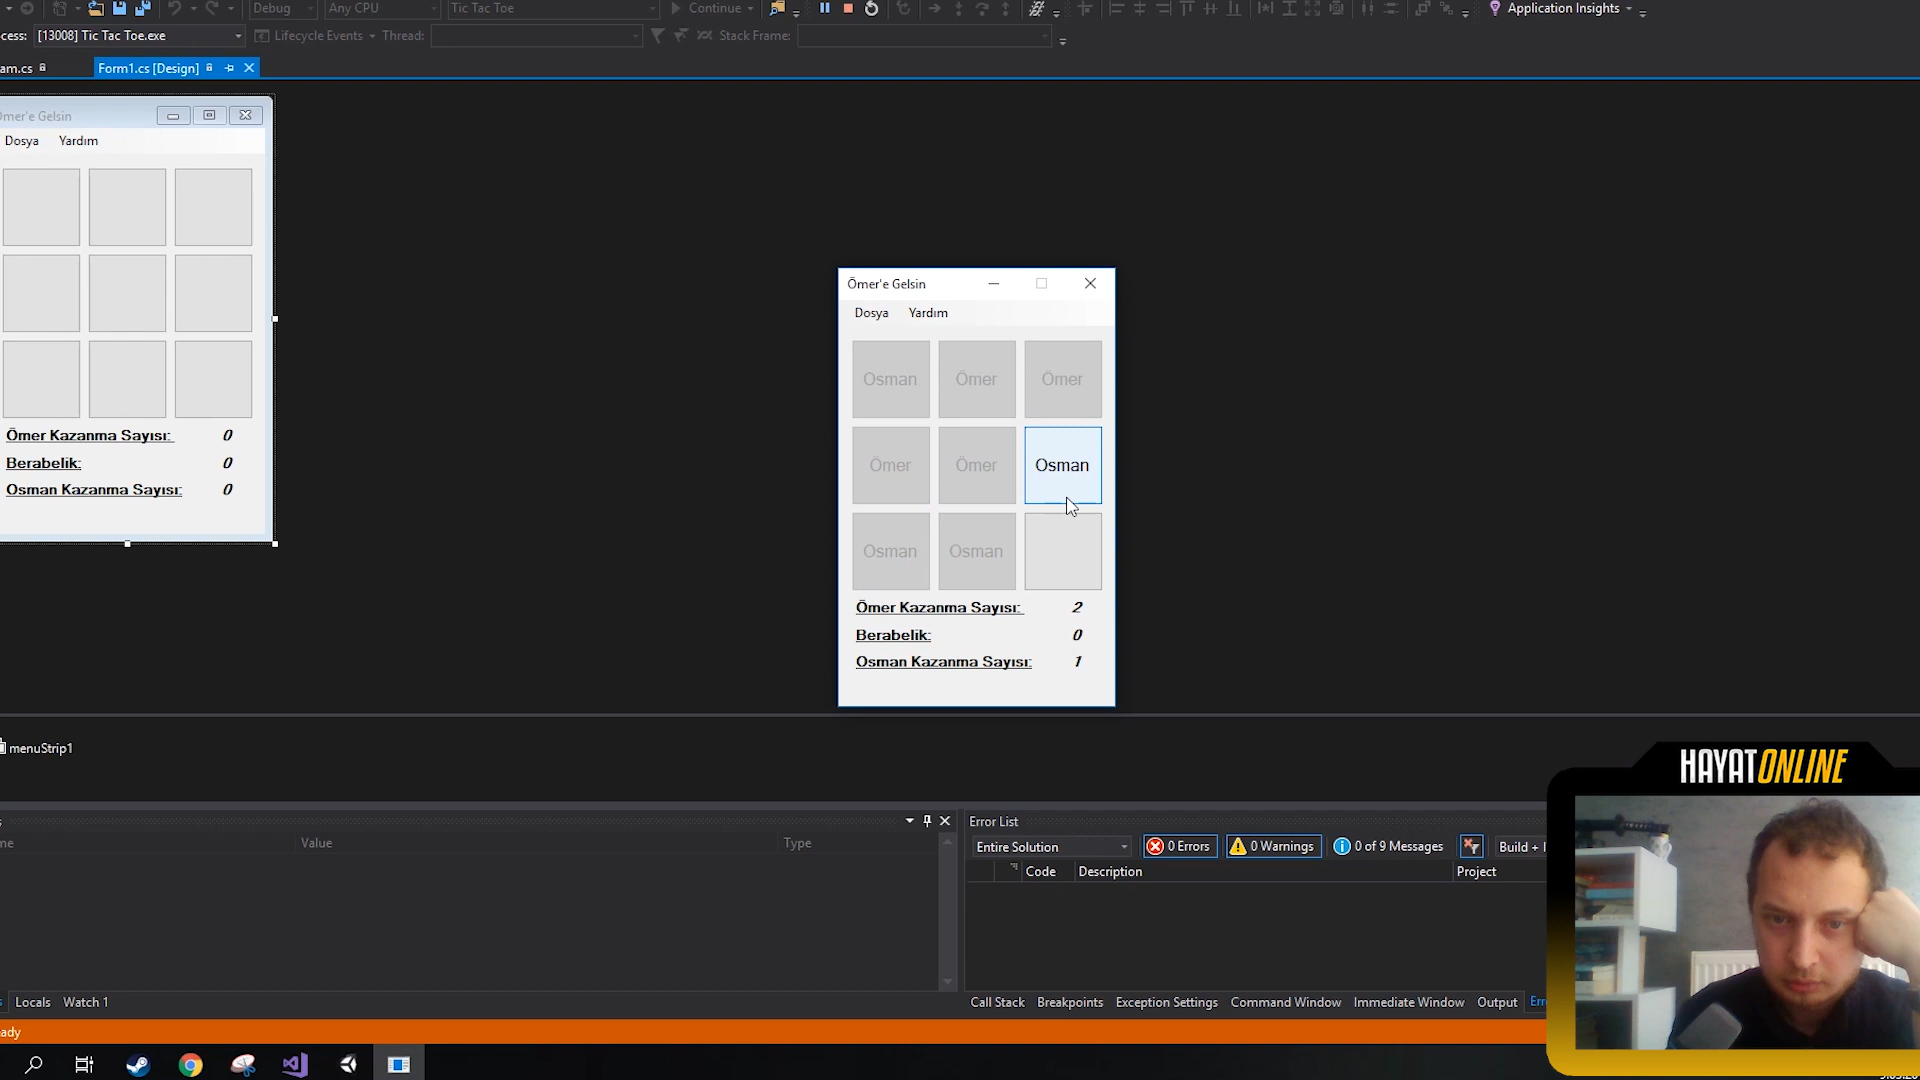 Debug
Any CPU
Tic Tac Toe
Continue
Application Insights
cess:
[13008] Tic Tac Toe.exe
Lifecycle Events
Thread:
Stack Frame:
am.cs
Form1.cs [Design]
Ömer'e Gelsin
Dosya Yardım
Ömer Kazanma Sayısı: 0
Berabelik: 0
Osman Kazanma Sayısı: 0
Ömer'e Gelsin
Dosya Yardım
Osman Ömer Ömer
Ömer Ömer Osman
Osman Osman
Ömer Kazanma Sayısı: 2
Berabelik: 0
Osman Kazanma Sayısı: 1
menuStrip1
me Value Type
Locals Watch 1
Error List
Entire Solution
0 Errors
0 Warnings
0 of 9 Messages
Build + I
Code Description Project
Call Stack Breakpoints Exception Settings Command Window Immediate Window Output Err
ady
HAYATONLINE